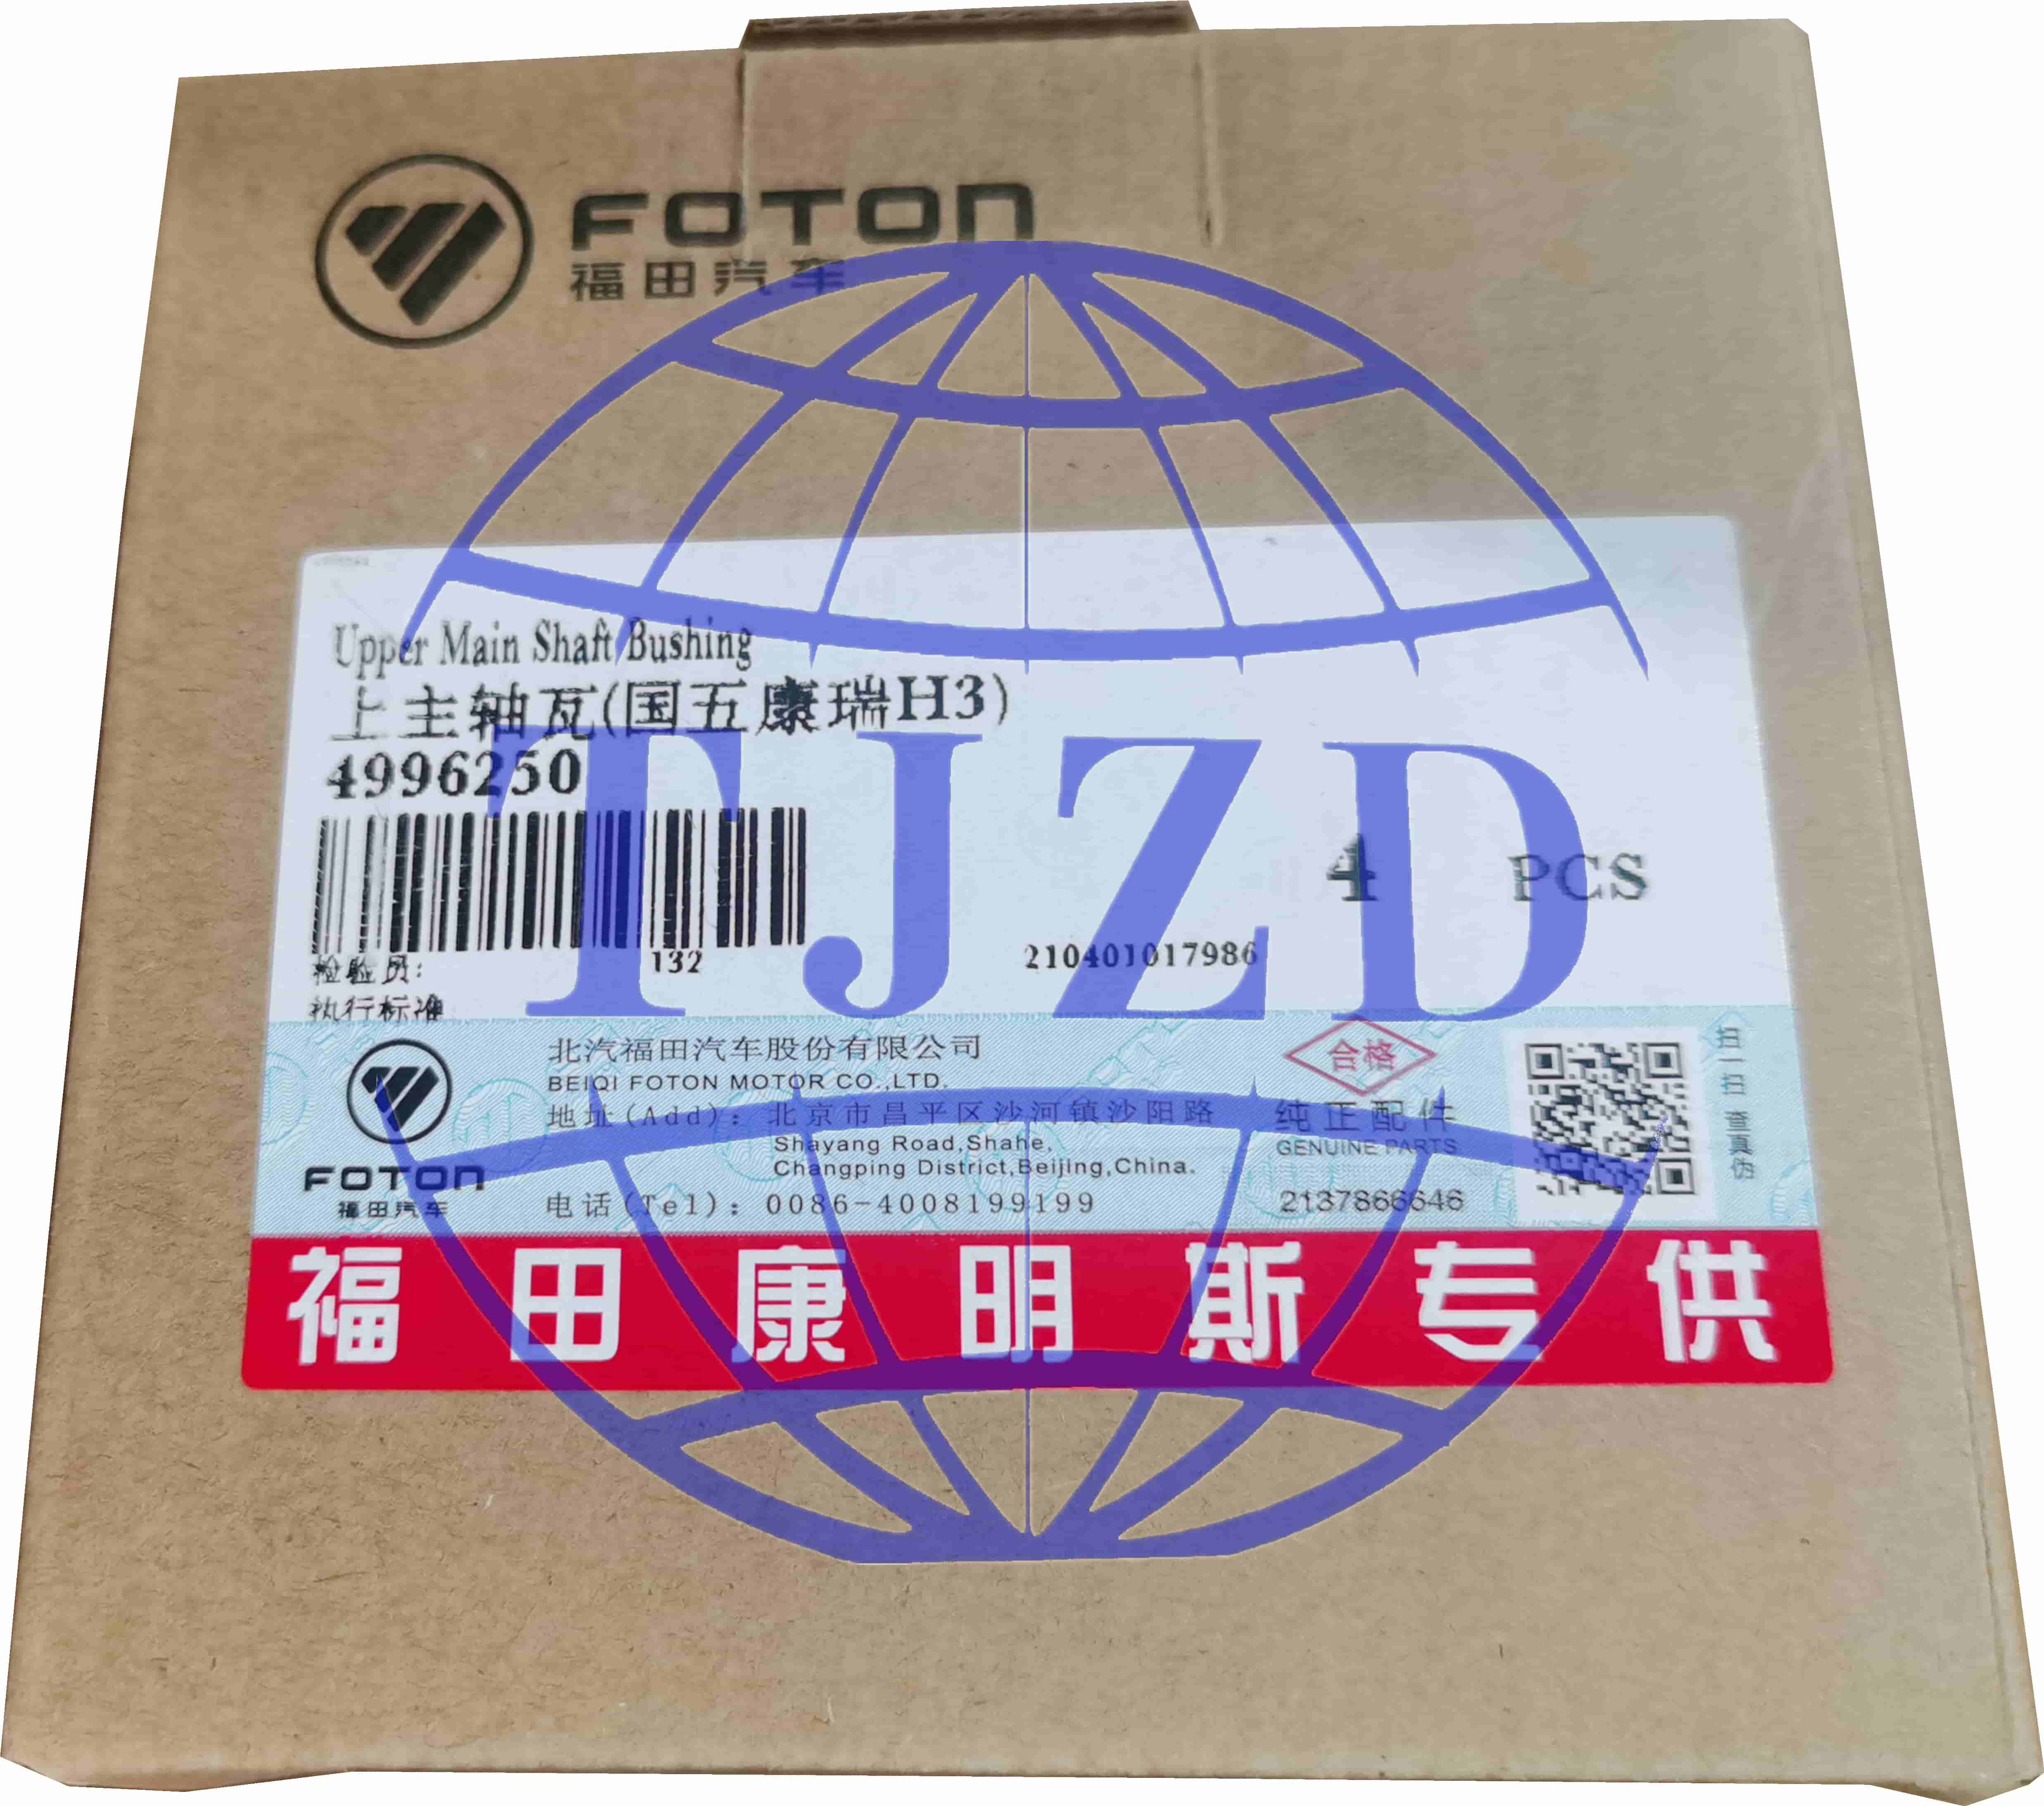 FOTON
福田汽车
Upper Main Shaft Bushing
上主轴瓦(国五康瑞H3)
4996250
4 PCS
132
210401017986
检验员:
执行标准
TJZD
北汽福田汽车股份有限公司
BEIQI FOTON MOTOR CO.,LTD.
地址(Add): 北京市昌平区沙河镇沙阳路
Shayang Road,Shahe,
Changping District,Beijing,China.
电话(Tel): 0086-4008199199
FOTON
福田汽车
合格
纯正配件
GENUINE PARTS
2137866646
扫一扫 查真伪
福田康明斯专供